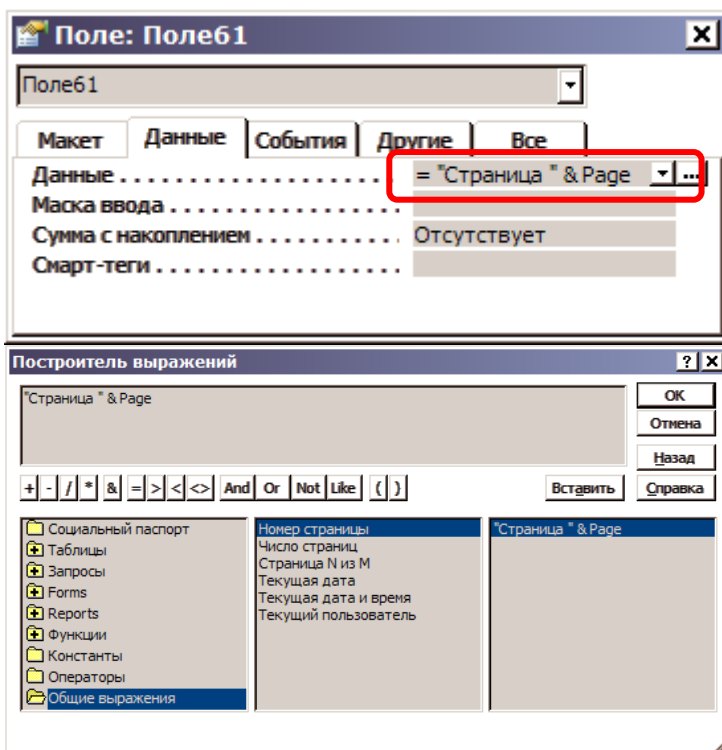 Поле: Поле61
Поле61
Макет Данные События Другие Все
Данные . . . . . . . . . . . . . . . . . . . . = "Страница " & Page ...
Маска ввода . . . . . . . . . . . . . . . . .
Сумма с накоплением . . . . . . . . . . Отсутствует
Смарт-теги . . . . . . . . . . . . . . . . . .
Построитель выражений ?
"Страница " & Page
ОК
Отмена
Назад
+ - / * & = > < <> And Or Not Like ( ) Вставить Справка
Социальный паспорт Номер страницы "Страница " & Page
Таблицы Число страниц
Запросы Страница N из M
Forms Текущая дата
Reports Текущая дата и время
Функции Текущий пользователь
Константы
Операторы
Общие выражения